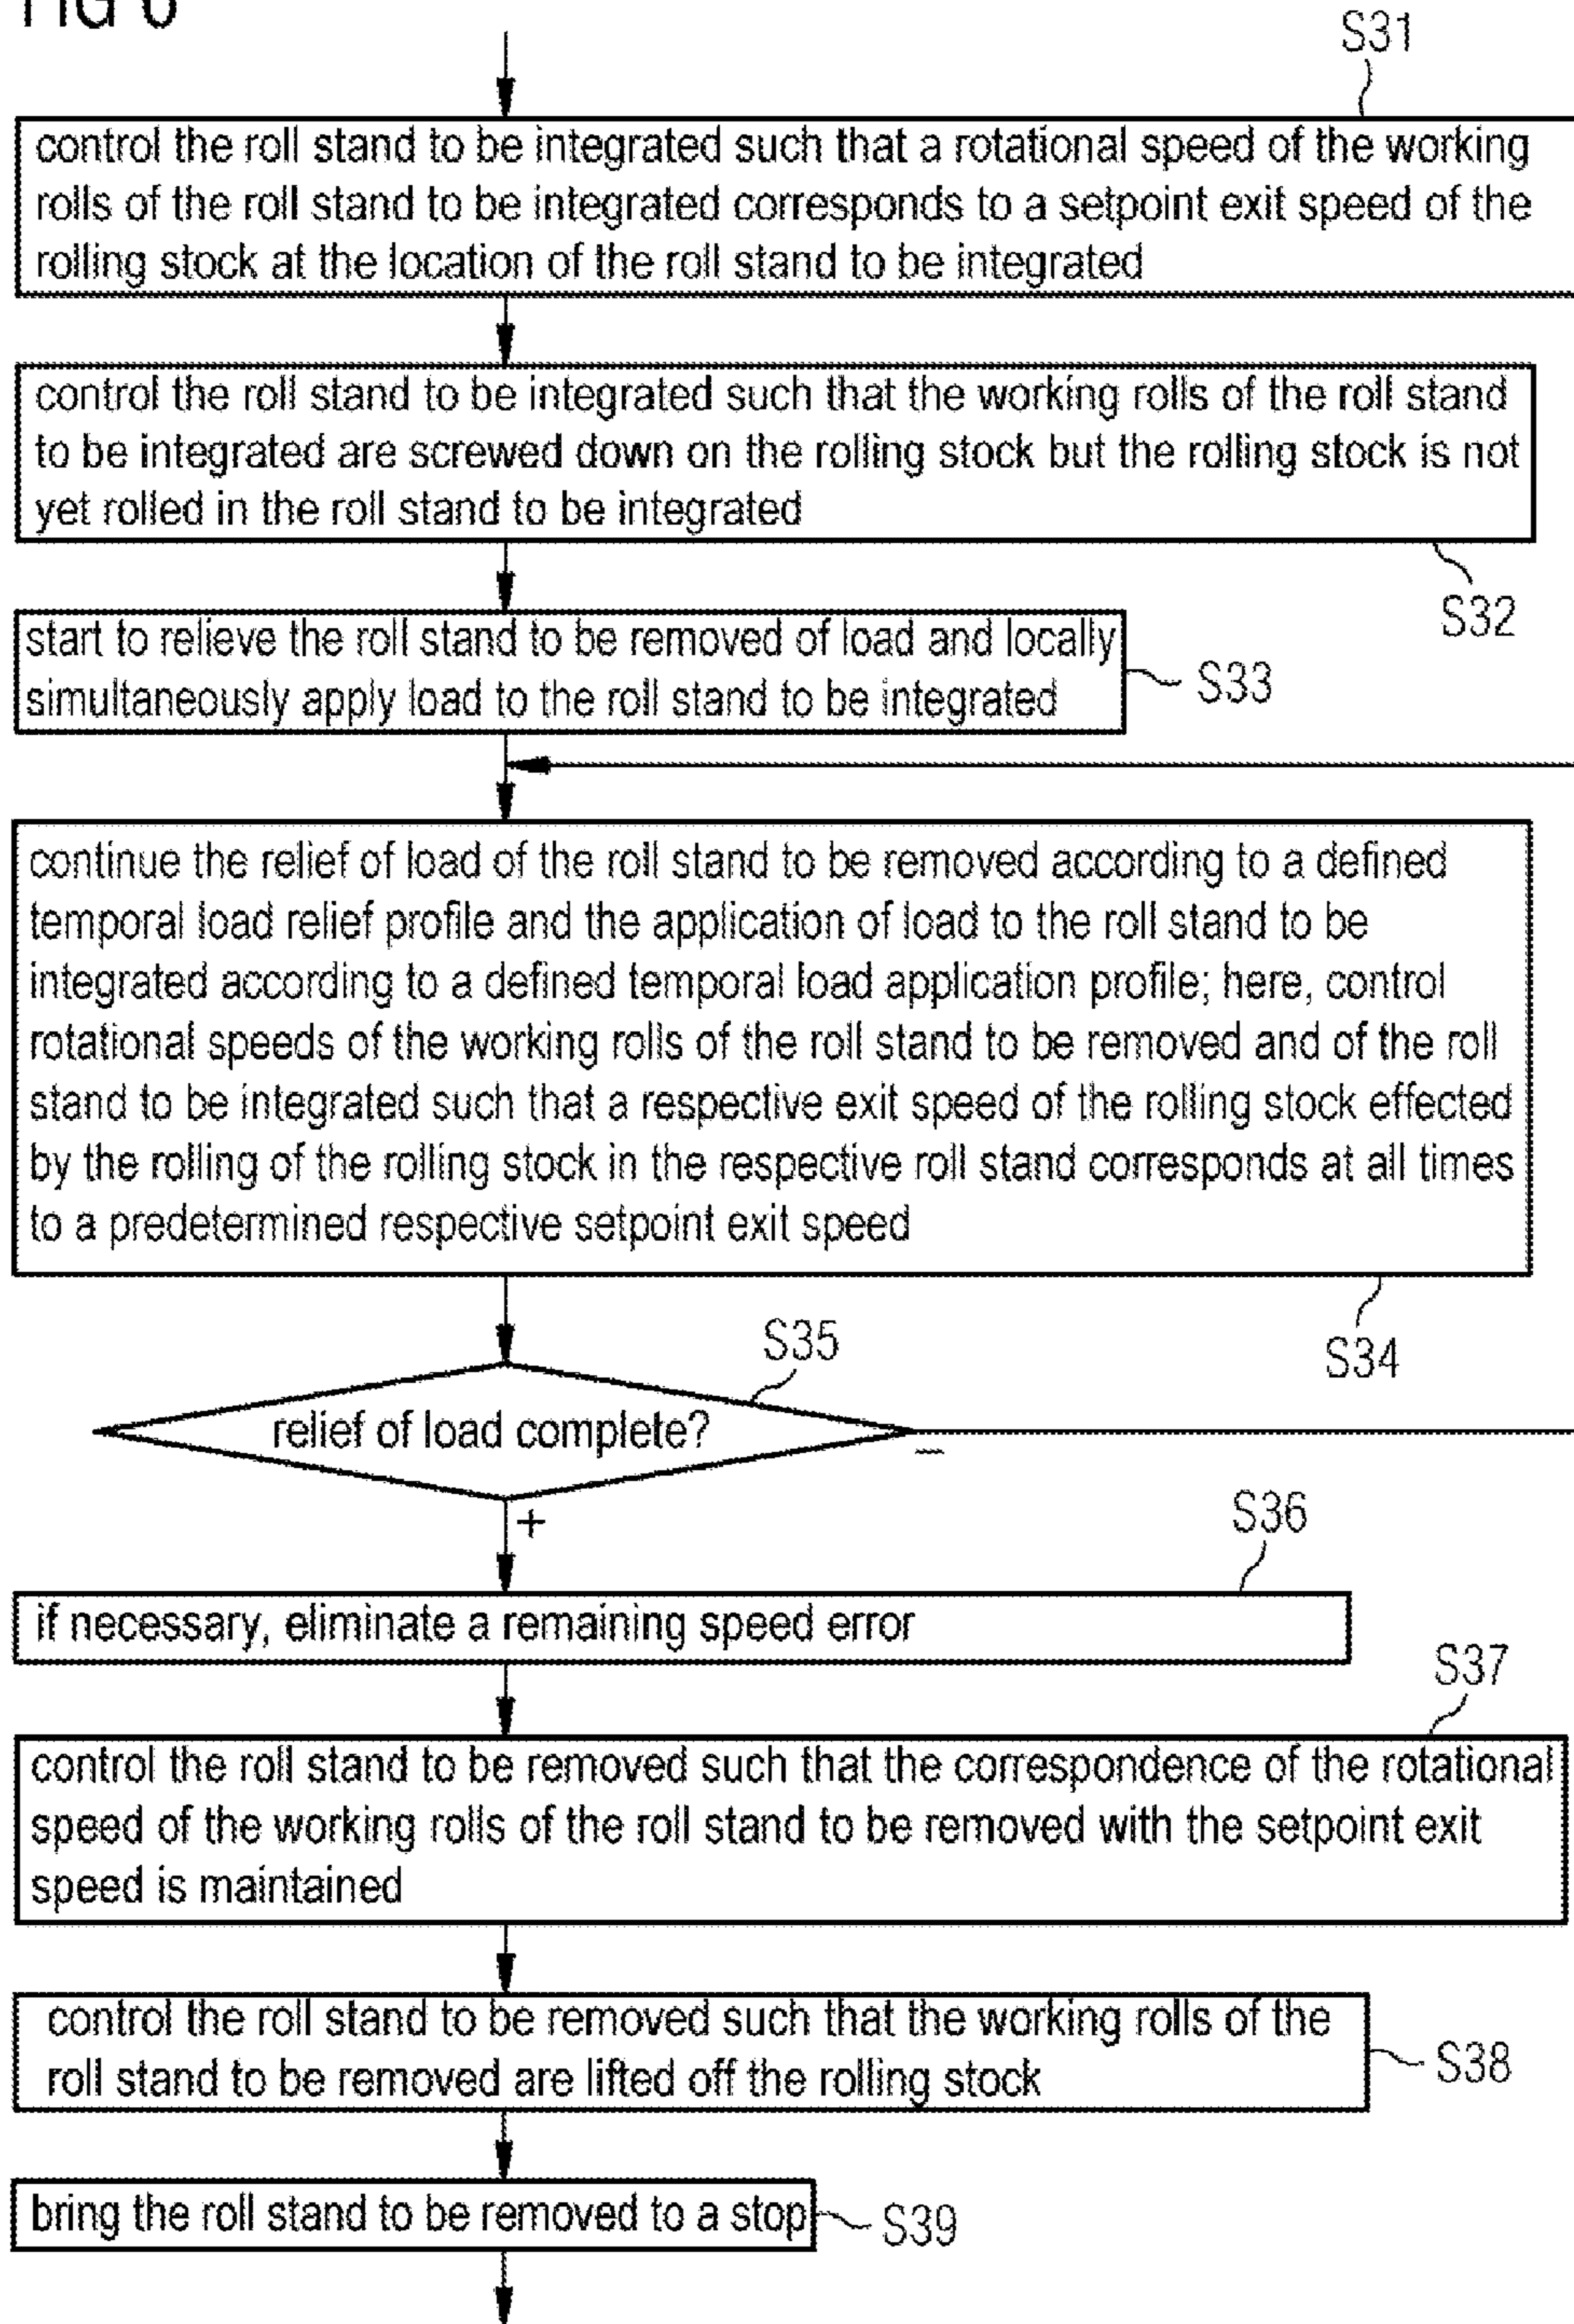 FIG 6
S31
control the roll stand to be integrated such that a rotational speed of the working
rolls of the roll stand to be integrated corresponds to a setpoint exit speed of the
rolling stock at the location of the roll stand to be integrated
control the roll stand to be integrated such that the working rolls of the roll stand
to be integrated are screwed down on the rolling stock but the rolling stock is not
yet rolled in the roll stand to be integrated
S32
start to relieve the roll stand to be removed of load and locally
simultaneously apply load to the roll stand to be integrated
S33
continue the relief of load of the roll stand to be removed according to a defined
temporal load relief profile and the application of load to the roll stand to be
integrated according to a defined temporal load application profile; here, control
rotational speeds of the working rolls of the roll stand to be removed and of the roll
stand to be integrated such that a respective exit speed of the rolling stock effected
by the rolling of the rolling stock in the respective roll stand corresponds at all times
to a predetermined respective setpoint exit speed
S34
S35
relief of load complete?
−
+
S36
if necessary, eliminate a remaining speed error
S37
control the roll stand to be removed such that the correspondence of the rotational
speed of the working rolls of the roll stand to be removed with the setpoint exit
speed is maintained
control the roll stand to be removed such that the working rolls of the
roll stand to be removed are lifted off the rolling stock
S38
bring the roll stand to be removed to a stop
S39